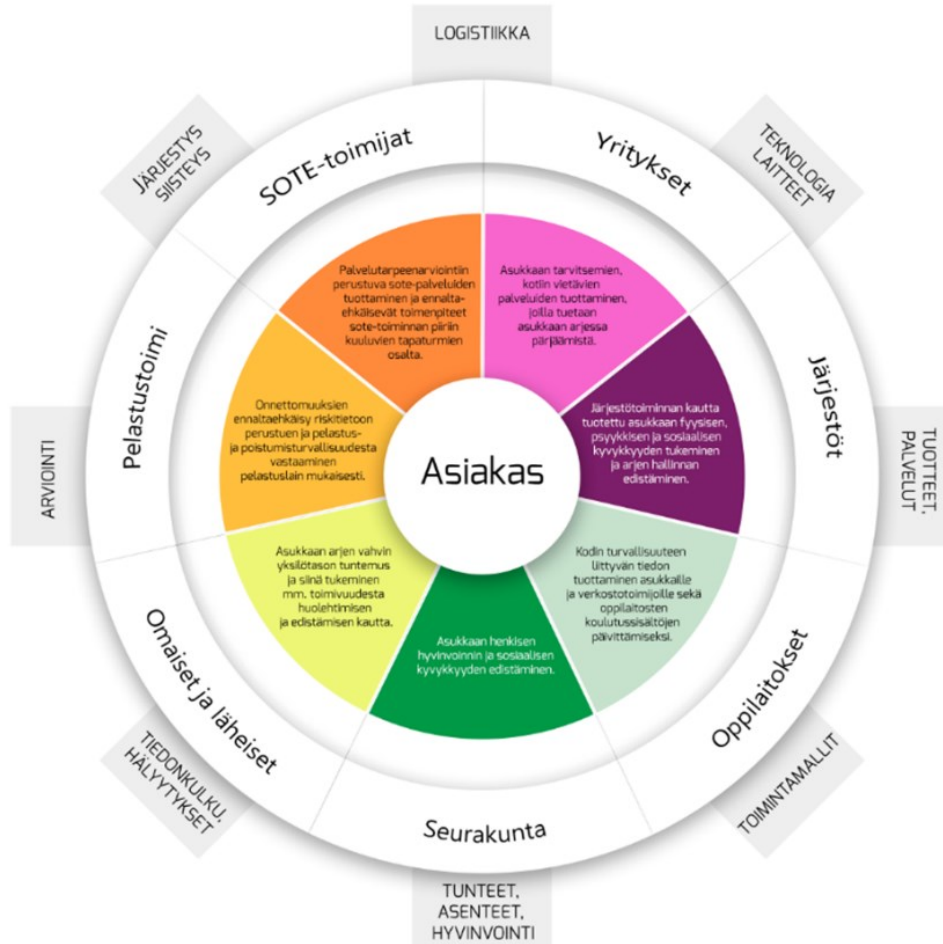 LOGISTIIKKA
JÄRJESTYS
SIISTEYS
TEKNOLOGIA
LAITTEET
SOTE-toimijat
Yritykset
Palvelutarpeenarviointiin
perustuva sote-palveluiden
tuottaminen ja ennalta-
ehkäisevät toimenpiteet
sote-toiminnan piiriin
kuuluvien tapaturmien
osalta.
Asukkaan tarvitsemien,
kotiin vietävien
palveluiden tuottaminen,
joilla tuetaan
asukkaan arjessa
pärjäämistä.
Pelastustoimi
Järjestöt
Onnettomuuksien
ennaltaehkäisy riskitietoon
perustuen ja pelastus-
ja poistumisturvallisuudesta
vastaaminen
pelastuslain mukaisesti.
Asiakas
Järjestötoiminnan kautta
tuotettu asukkaan fyysisen,
psyykkisen ja sosiaalisen
kyvykkyyden tukeminen
ja arjen hallinnan
edistäminen.
ARVIOINTI
TUOTTEET,
PALVELUT
Asukkaan arjen vahvin
yksilötason tuntemus
ja siinä tukeminen
mm. toimivuudesta
huolehtimisen
ja edistämisen kautta.
Kodin turvallisuuteen
liittyvän tiedon
tuottaminen asukkaille
ja verkostotoimijoille sekä
oppilaitosten
koulutussisältöjen
päivittämiseksi.
Asukkaan henkisen
hyvinvoinnin ja sosiaalisen
kyvykkyyden edistäminen.
Omaiset ja läheiset
Oppilaitokset
Seurakunta
TIEDONKULKU,
HÄLYYTYKSET
TOIMINTAMALLIT
TUNTEET,
ASENTEET,
HYVINVOINTI